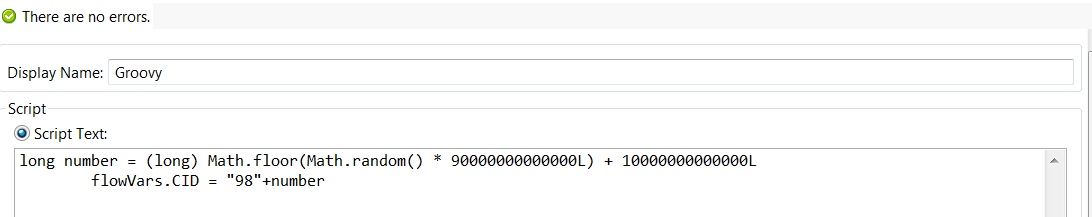 There are no errors.
Display Name: Groovy
Script
Script Text:
long number = (long) Math.floor(Math.random() * 90000000000000L) + 10000000000000L
flowVars.CID = "98"+number